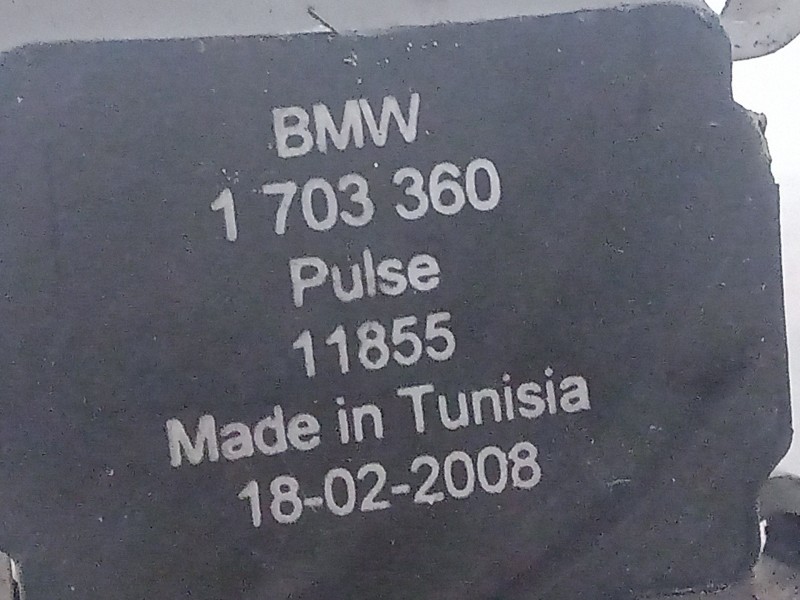 BMW
1 703 360
Pulse
11855
Made in Tunisia
18-02-2008